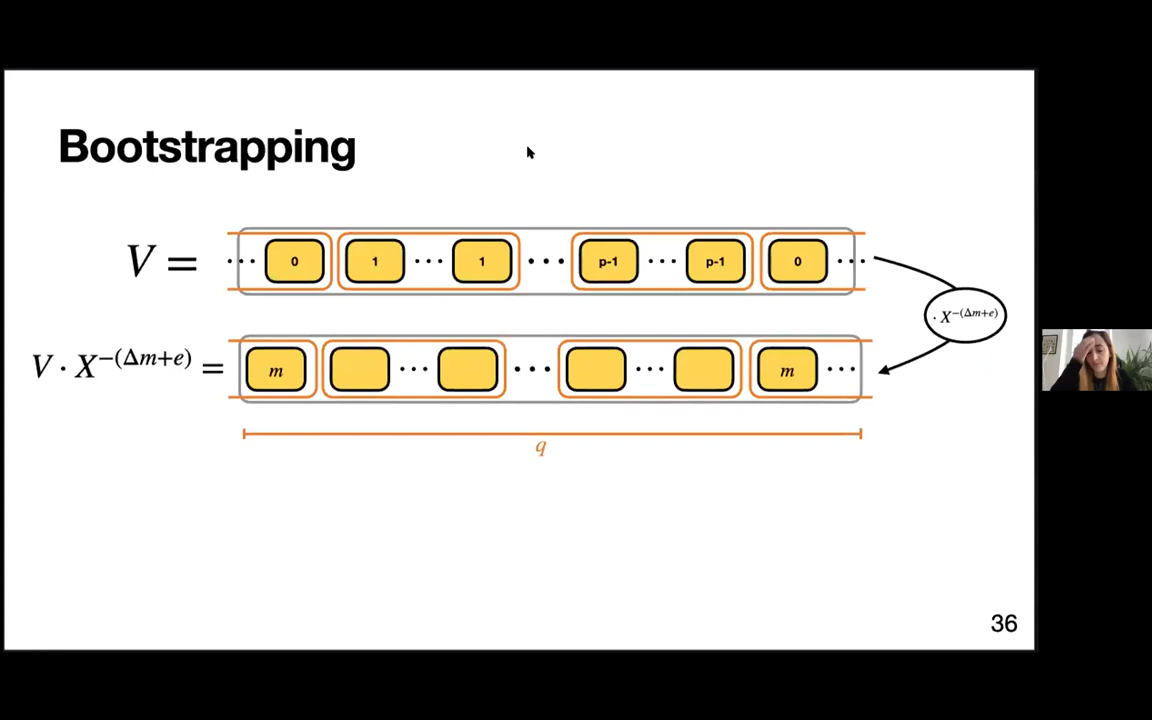 Bootstrapping
V = ··· 0 1 ··· 1 ··· p-1 ··· p-1 0 ···
· X^{-(Δm+e)}
V · X^{-(Δm+e)} = m ··· ··· ··· m ···
q
36